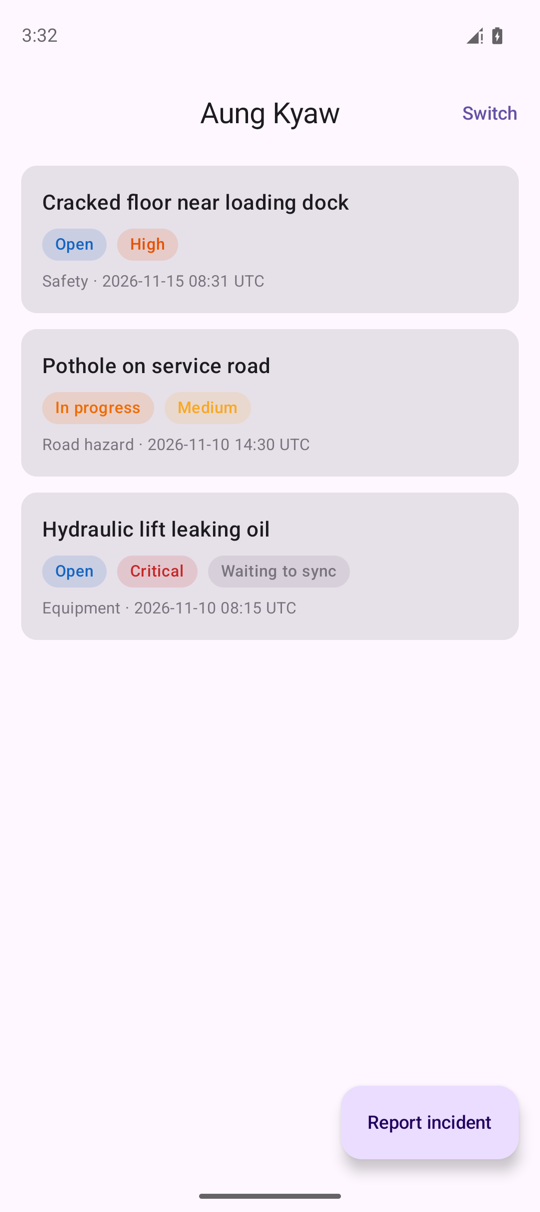 3:32
Aung Kyaw
Switch
Cracked floor near loading dock
Open High
Safety · 2026-11-15 08:31 UTC
Pothole on service road
In progress Medium
Road hazard · 2026-11-10 14:30 UTC
Hydraulic lift leaking oil
Open Critical Waiting to sync
Equipment · 2026-11-10 08:15 UTC
Report incident